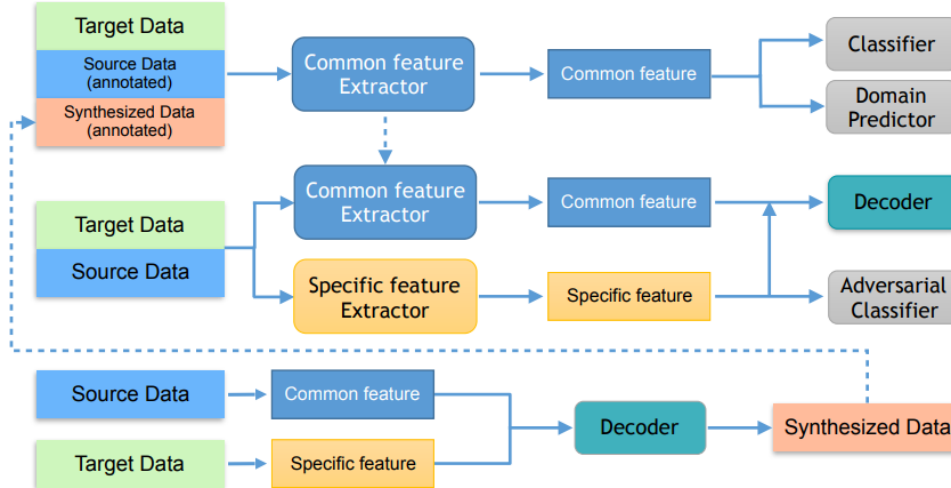 Target Data
Source Data
(annotated)
Synthesized Data
(annotated)
Common feature
Extractor
Common feature
Classifier
Domain
Predictor
Target Data
Source Data
Common feature
Extractor
Common feature
Decoder
Specific feature
Extractor
Specific feature
Adversarial
Classifier
Source Data
Common feature
Target Data
Specific feature
Decoder
Synthesized Data